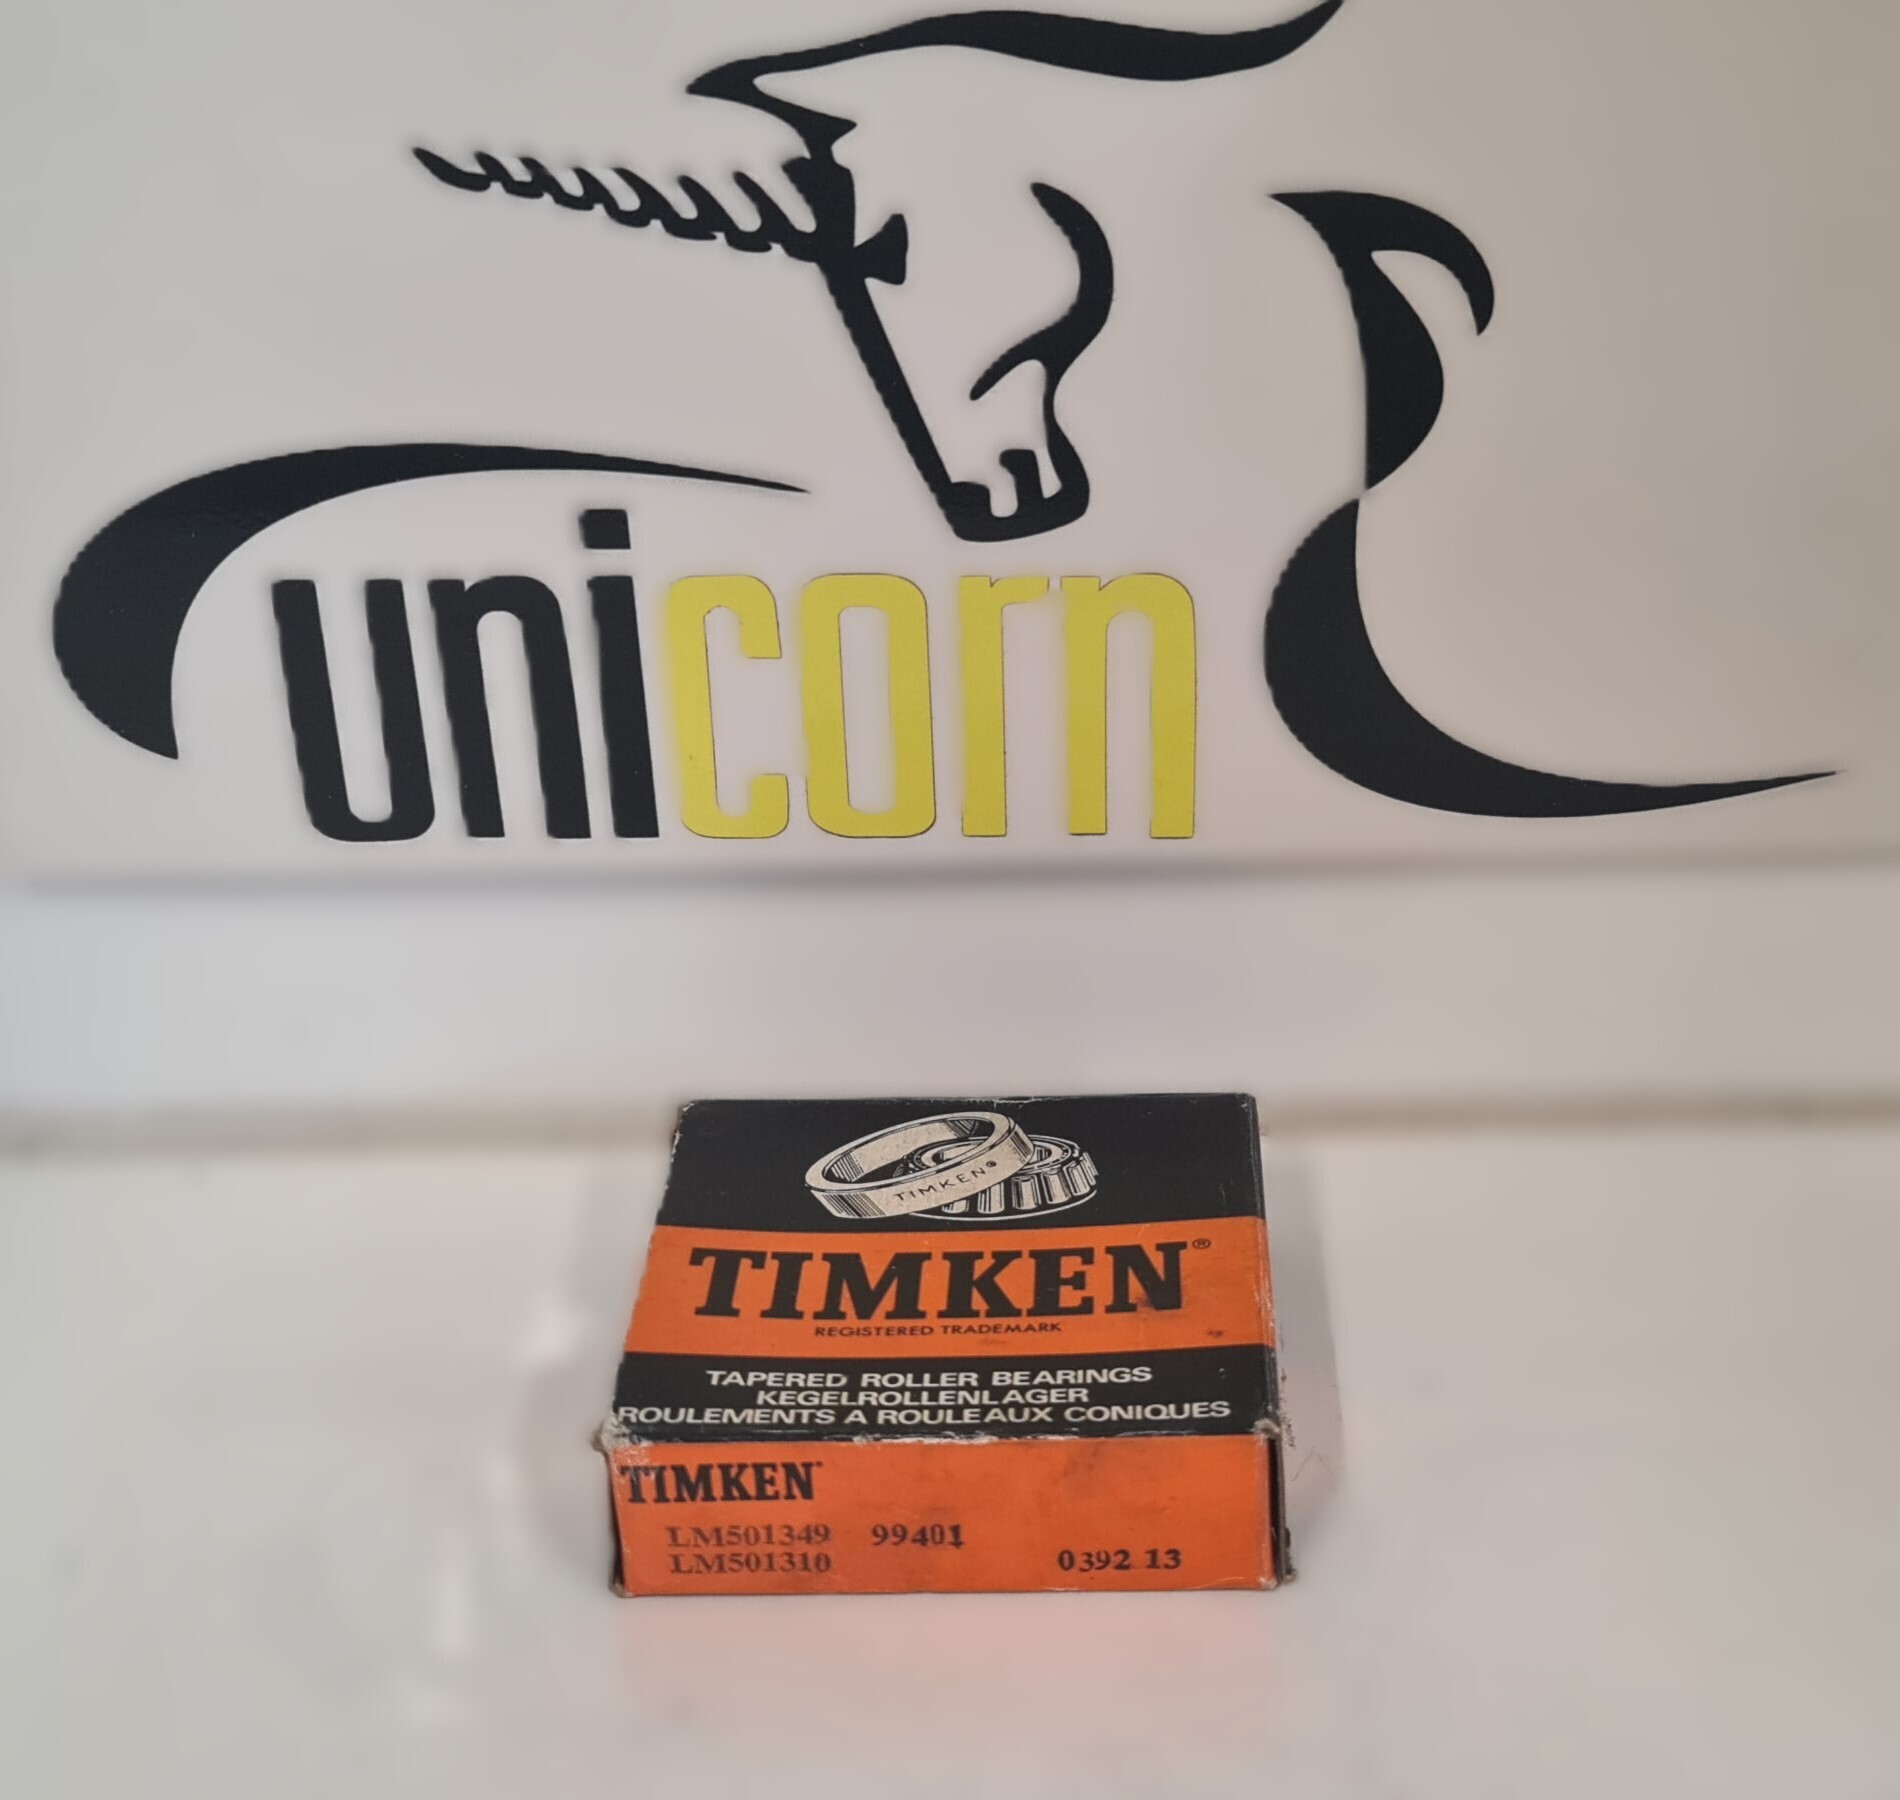 unicorn
TIMKEN®
TIMKEN®
REGISTERED TRADEMARK
TAPERED ROLLER BEARINGS
KEGELROLLENLAGER
ROULEMENTS A ROULEAUX CONIQUES
TIMKEN
LM501349 99401
LM501310
0392 13